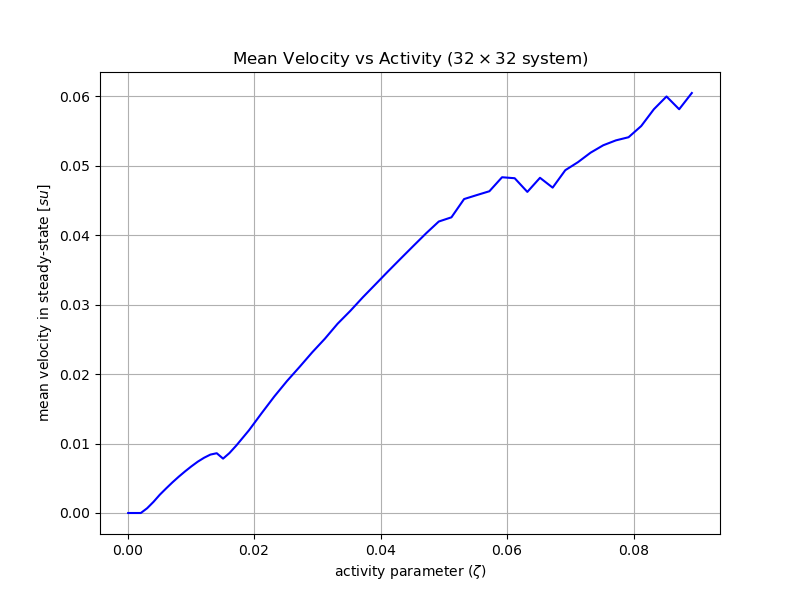 Mean Velocity vs Activity (32 × 32 system)
mean velocity in steady-state [su]
0.06
0.05
0.04
0.03
0.02
0.01
0.00
0.00 0.02 0.04 0.06 0.08
activity parameter (ζ)